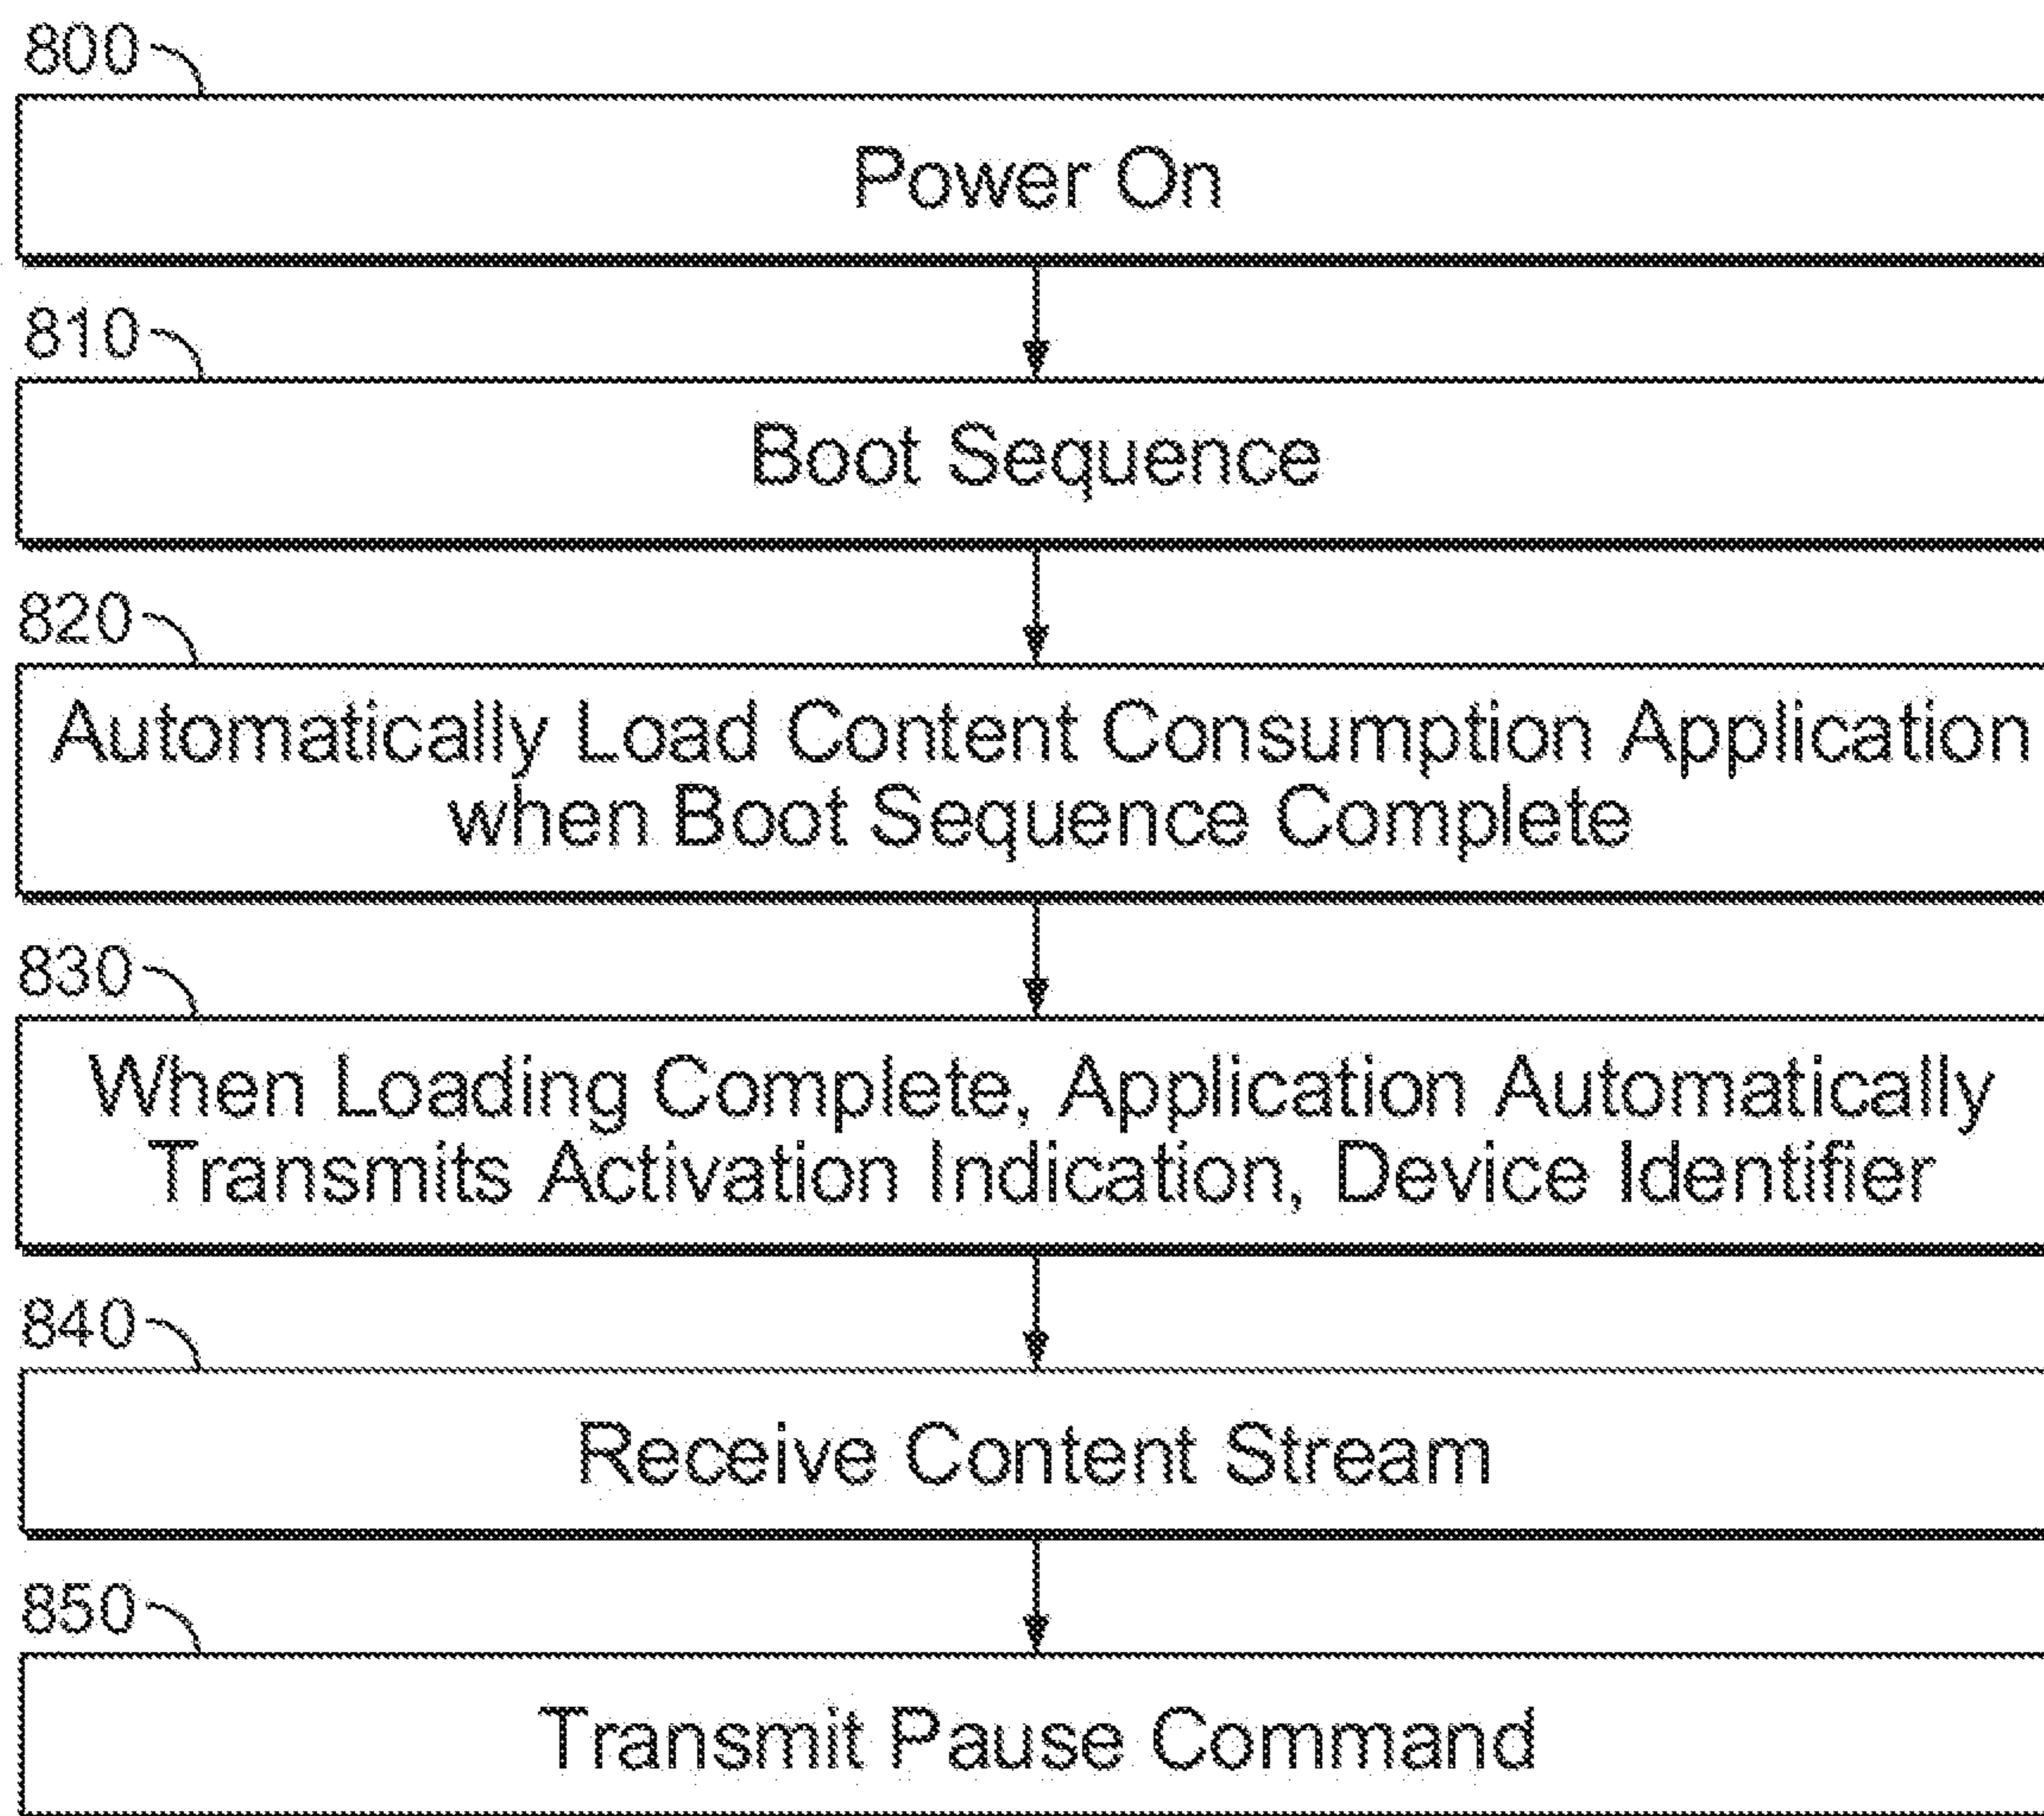 800
Power On
810
Boot Sequence
820
Automatically Load Content Consumption Application
when Boot Sequence Complete
830
When Loading Complete, Application Automatically
Transmits Activation Indication, Device Identifier
840
Receive Content Stream
850
Transmit Pause Command